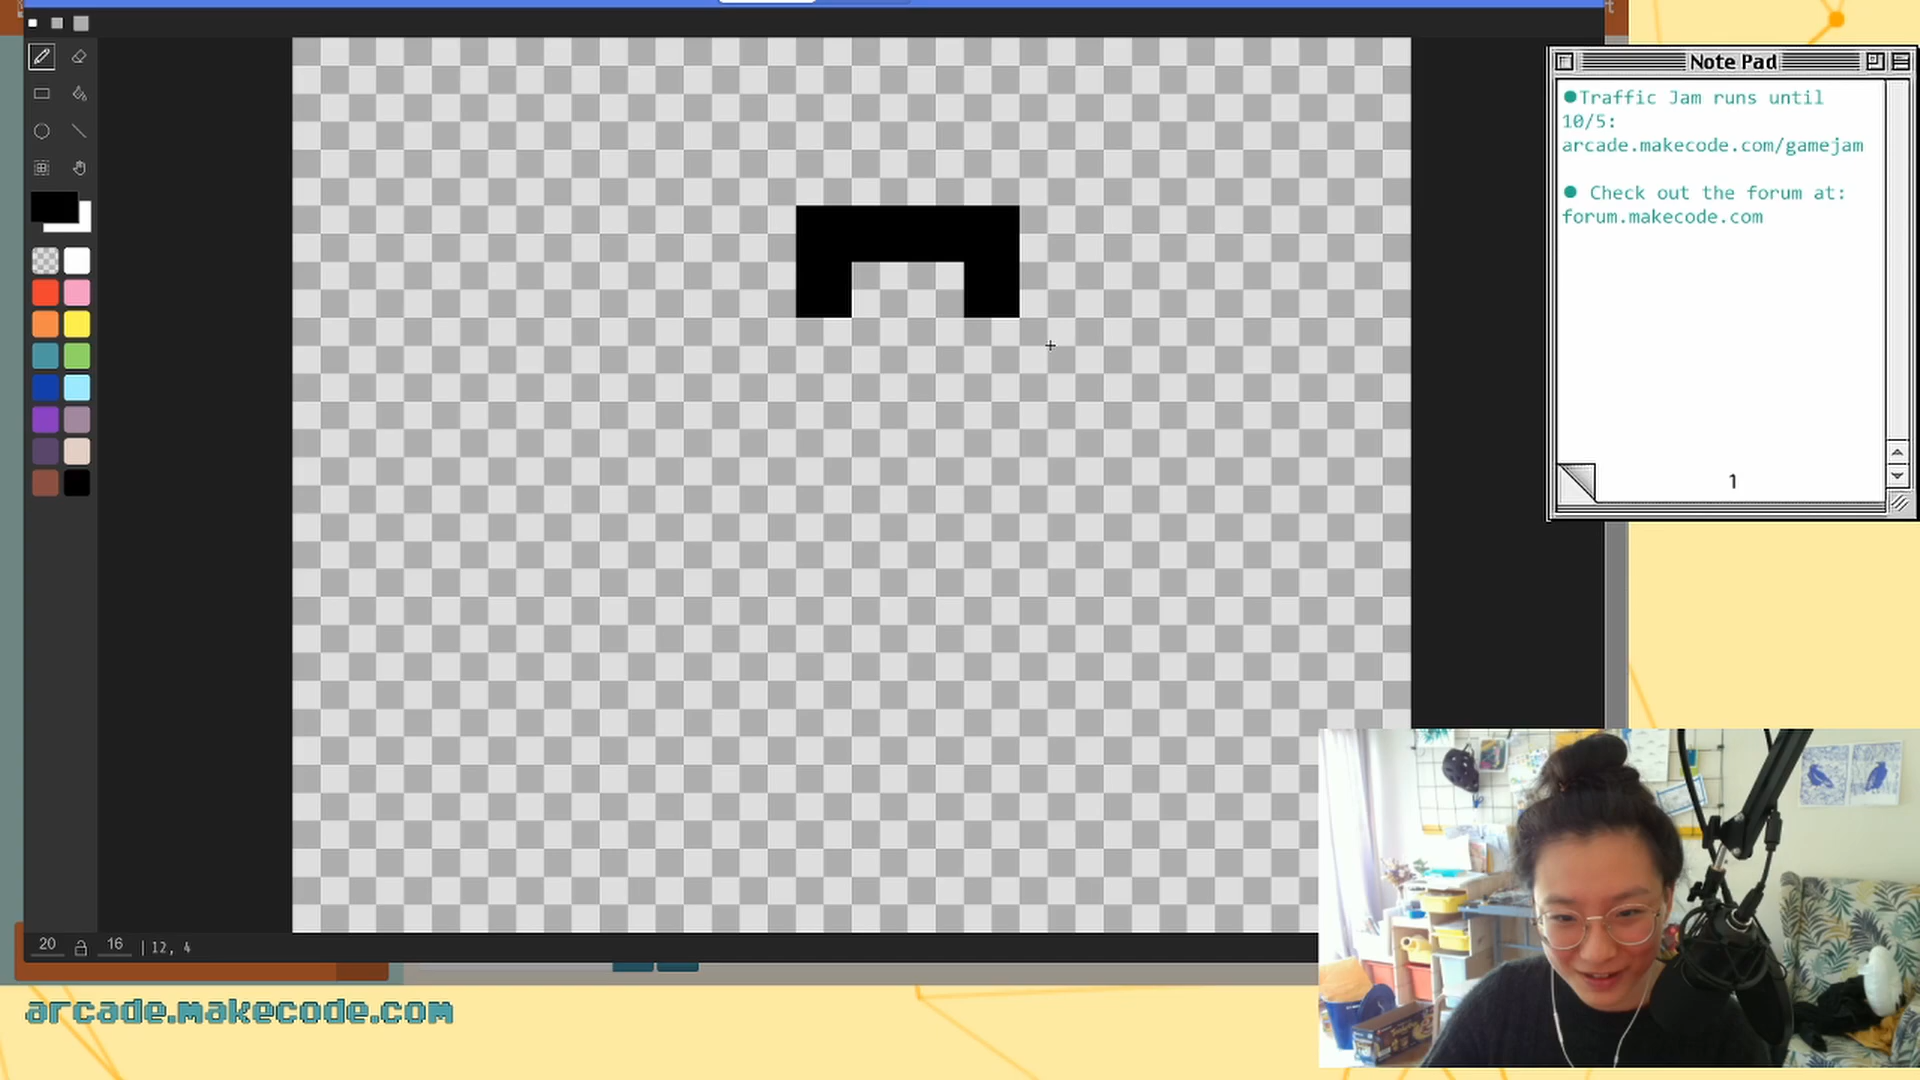 Note Pad
●Traffic Jam runs until
10/5:
arcade.makecode.com/gamejam
● Check out the forum at:
forum.makecode.com
1
20 16 | 12, 4
arcade.makecode.com